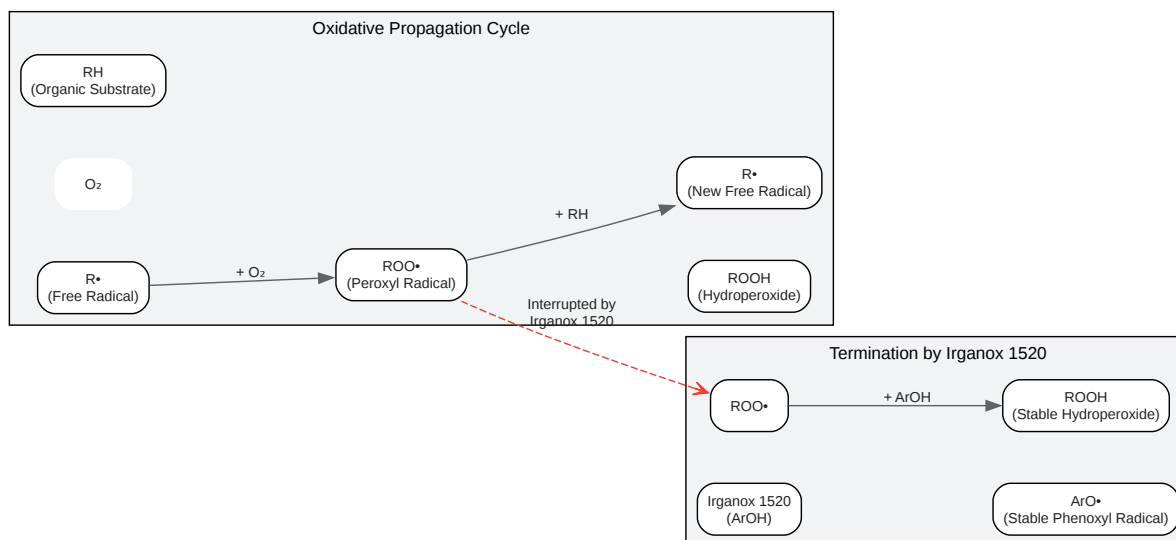 Oxidative Propagation Cycle
RH
(Organic Substrate)
O₂
R•
(New Free Radical)
+ RH
R•
(Free Radical)
+ O₂
ROO•
(Peroxyl Radical)
ROOH
(Hydroperoxide)
Interrupted by
Irganox 1520
Termination by Irganox 1520
ROO•
+ ArOH
ROOH
(Stable Hydroperoxide)
Irganox 1520
(ArOH)
ArO•
(Stable Phenoxyl Radical)